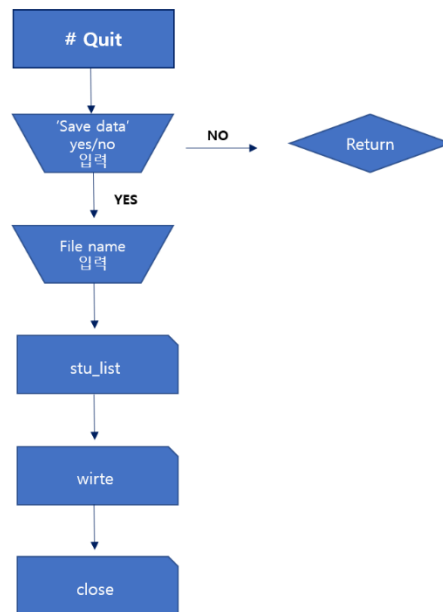 # Quit
'Save data'
yes/no
입력
NO
Return
YES
File name
입력
stu_list
wirte
close